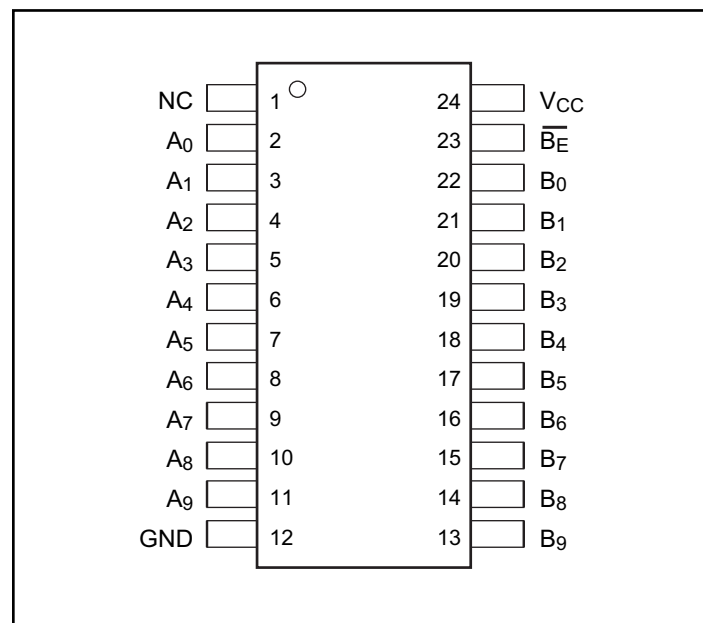 NC 1 24 VCC
A0 2 23 B̅E̅
A1 3 22 B0
A2 4 21 B1
A3 5 20 B2
A4 6 19 B3
A5 7 18 B4
A6 8 17 B5
A7 9 16 B6
A8 10 15 B7
A9 11 14 B8
GND 12 13 B9